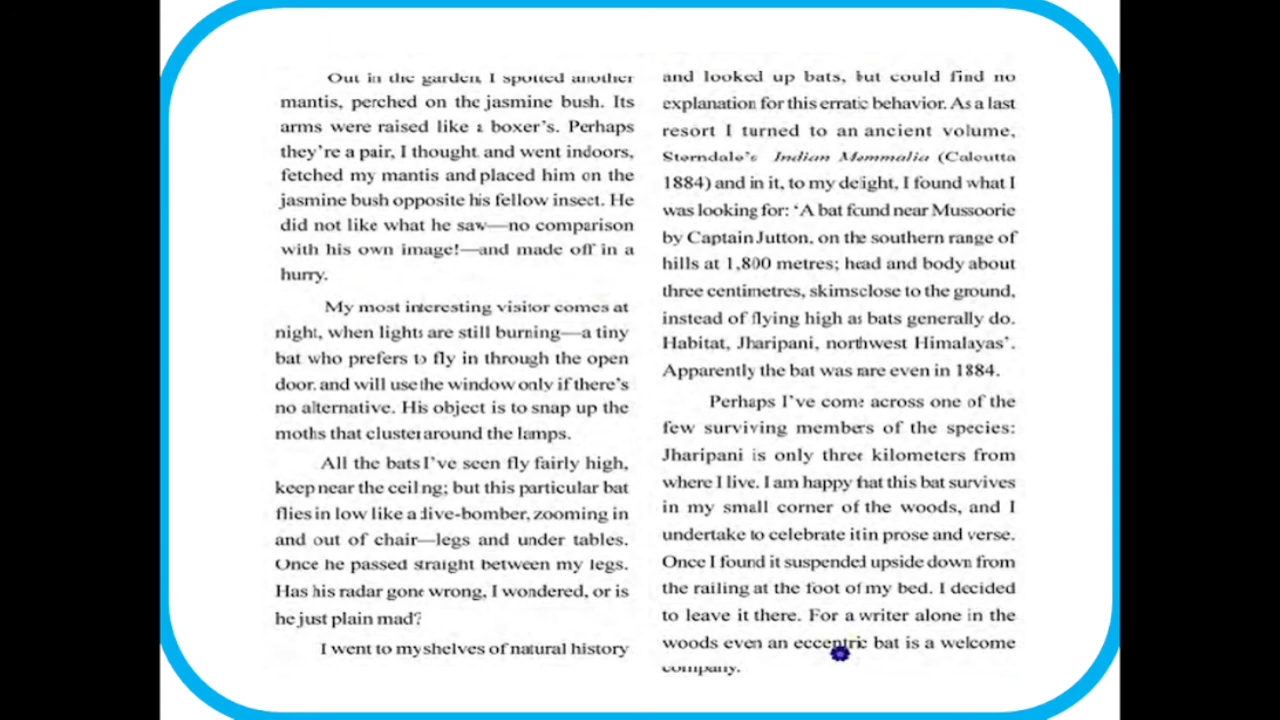 Out in the garden, I spotted another
mantis, perched on the jasmine bush. Its
arms were raised like a boxer's. Perhaps
they're a pair, I thought, and went indoors,
fetched my mantis and placed him on the
jasmine bush opposite his fellow insect. He
did not like what he saw—no comparison
with his own image!—and made off in a
hurry.
My most interesting visitor comes at
night, when lights are still burning—a tiny
bat who prefers to fly in through the open
door, and will use the window only if there's
no alternative. His object is to snap up the
moths that cluster around the lamps.
All the bats I've seen fly fairly high,
keep near the ceiling; but this particular bat
flies in low like a dive-bomber, zooming in
and out of chair—legs and under tables.
Once he passed straight between my legs.
Has his radar gone wrong, I wondered, or is
he just plain mad?
I went to my shelves of natural history
and looked up bats, but could find no
explanation for this erratic behavior. As a last
resort I turned to an ancient volume,
Sterndale's Indian Mammalia (Calcutta
1884) and in it, to my delight, I found what I
was looking for: 'A bat found near Mussoorie
by Captain Jutton, on the southern range of
hills at 1,800 metres; head and body about
three centimetres, skims close to the ground,
instead of flying high as bats generally do.
Habitat, Jharipani, northwest Himalayas'.
Apparently the bat was rare even in 1884.
Perhaps I've come across one of the
few surviving members of the species:
Jharipani is only three kilometers from
where I live. I am happy that this bat survives
in my small corner of the woods, and I
undertake to celebrate it in prose and verse.
Once I found it suspended upside down from
the railing at the foot of my bed. I decided
to leave it there. For a writer alone in the
woods even an eccentric bat is a welcome
company.